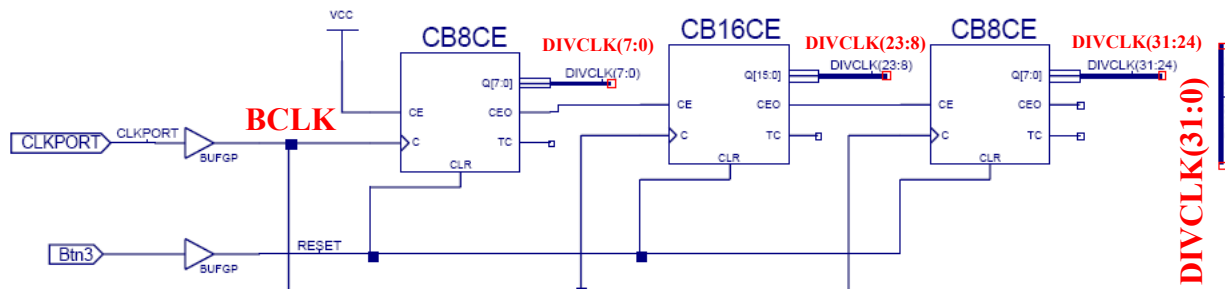 VCC
CB8CE
CB16CE
CB8CE
DIVCLK(7:0)
DIVCLK(23:8)
DIVCLK(31:24)
Q[7:0]
DIVCLK(7:0)
Q[15:0]
DIVCLK(23:8)
Q[7:0]
DIVCLK(31:24)
CE
CEO
CE
CEO
CE
CEO
BCLK
CLKPORT
CLKPORT
BUFGP
C
TC
C
TC
C
TC
CLR
CLR
CLR
DIVCLK(31:0)
Btn3
BUFGP
RESET